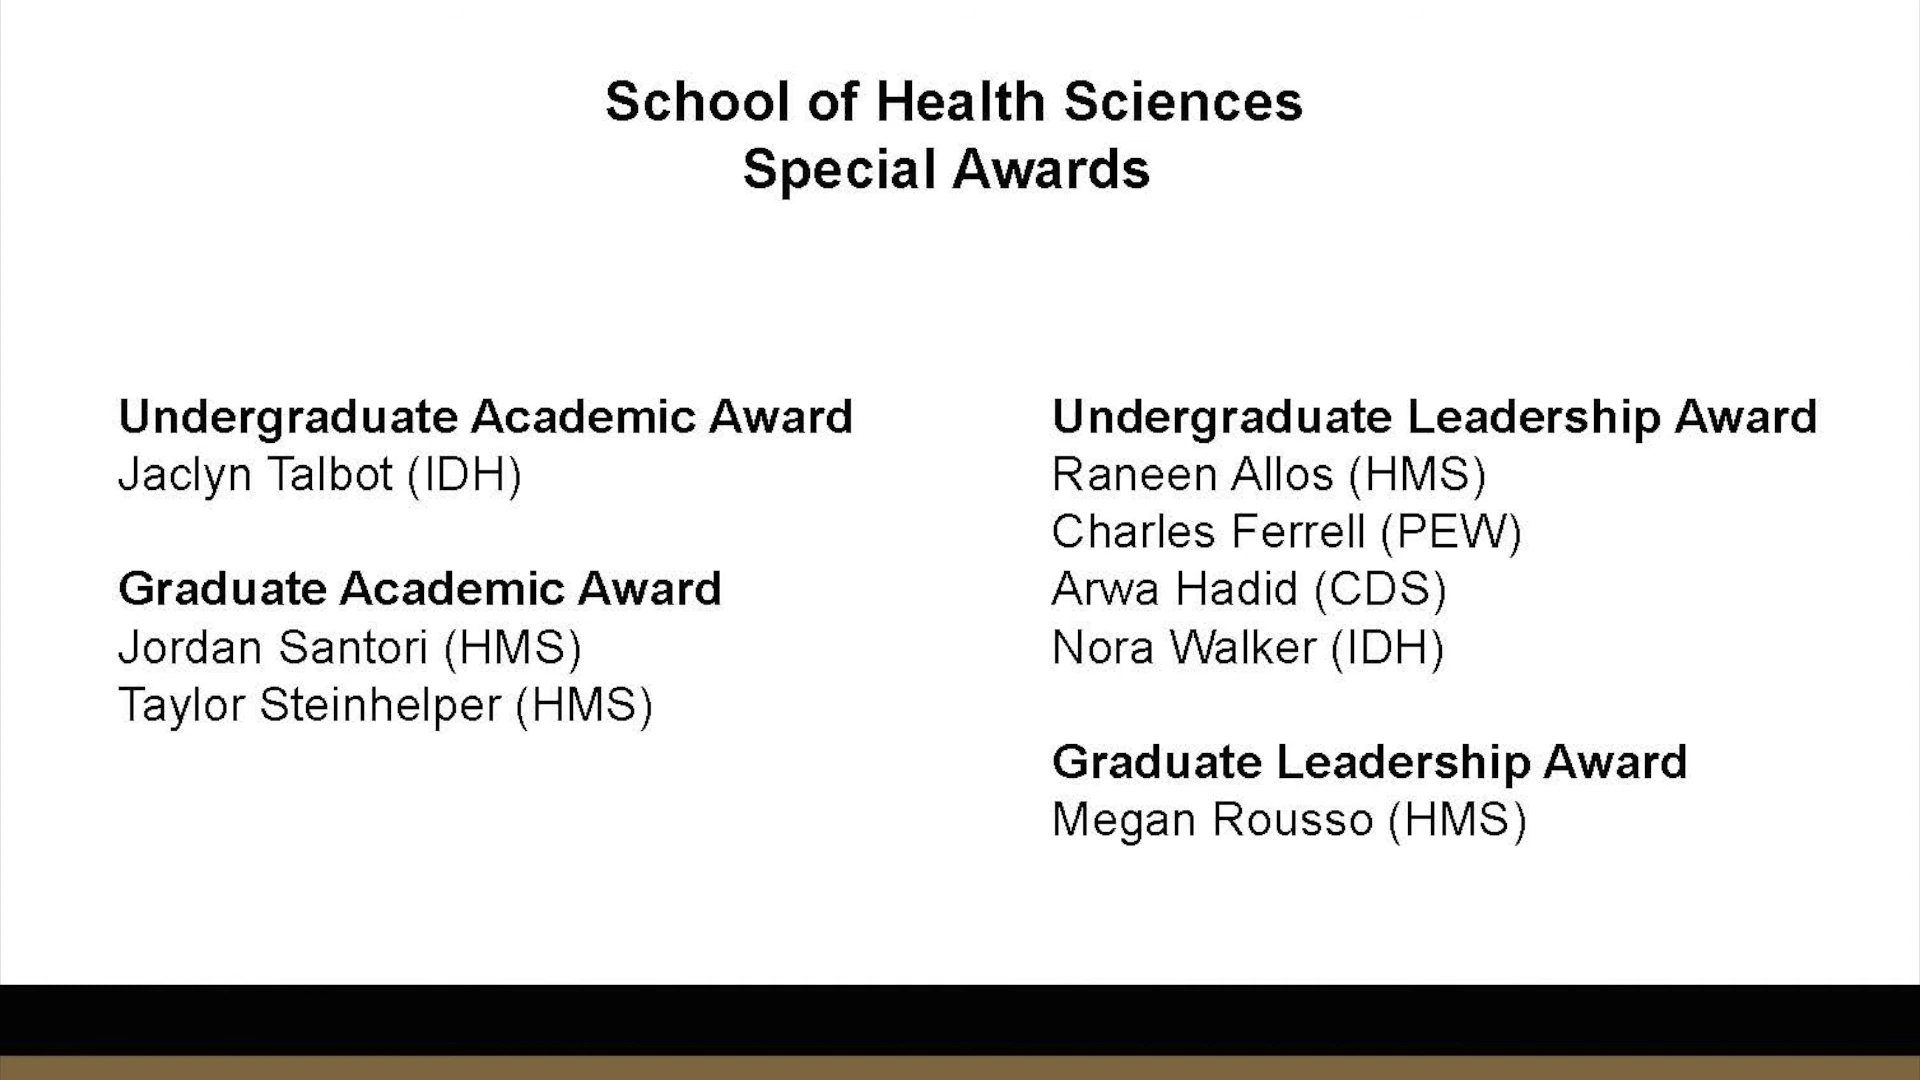 School of Health Sciences
Special Awards
Undergraduate Academic Award
Jaclyn Talbot (IDH)
Graduate Academic Award
Jordan Santori (HMS)
Taylor Steinhelper (HMS)
Undergraduate Leadership Award
Raneen Allos (HMS)
Charles Ferrell (PEW)
Arwa Hadid (CDS)
Nora Walker (IDH)
Graduate Leadership Award
Megan Rousso (HMS)